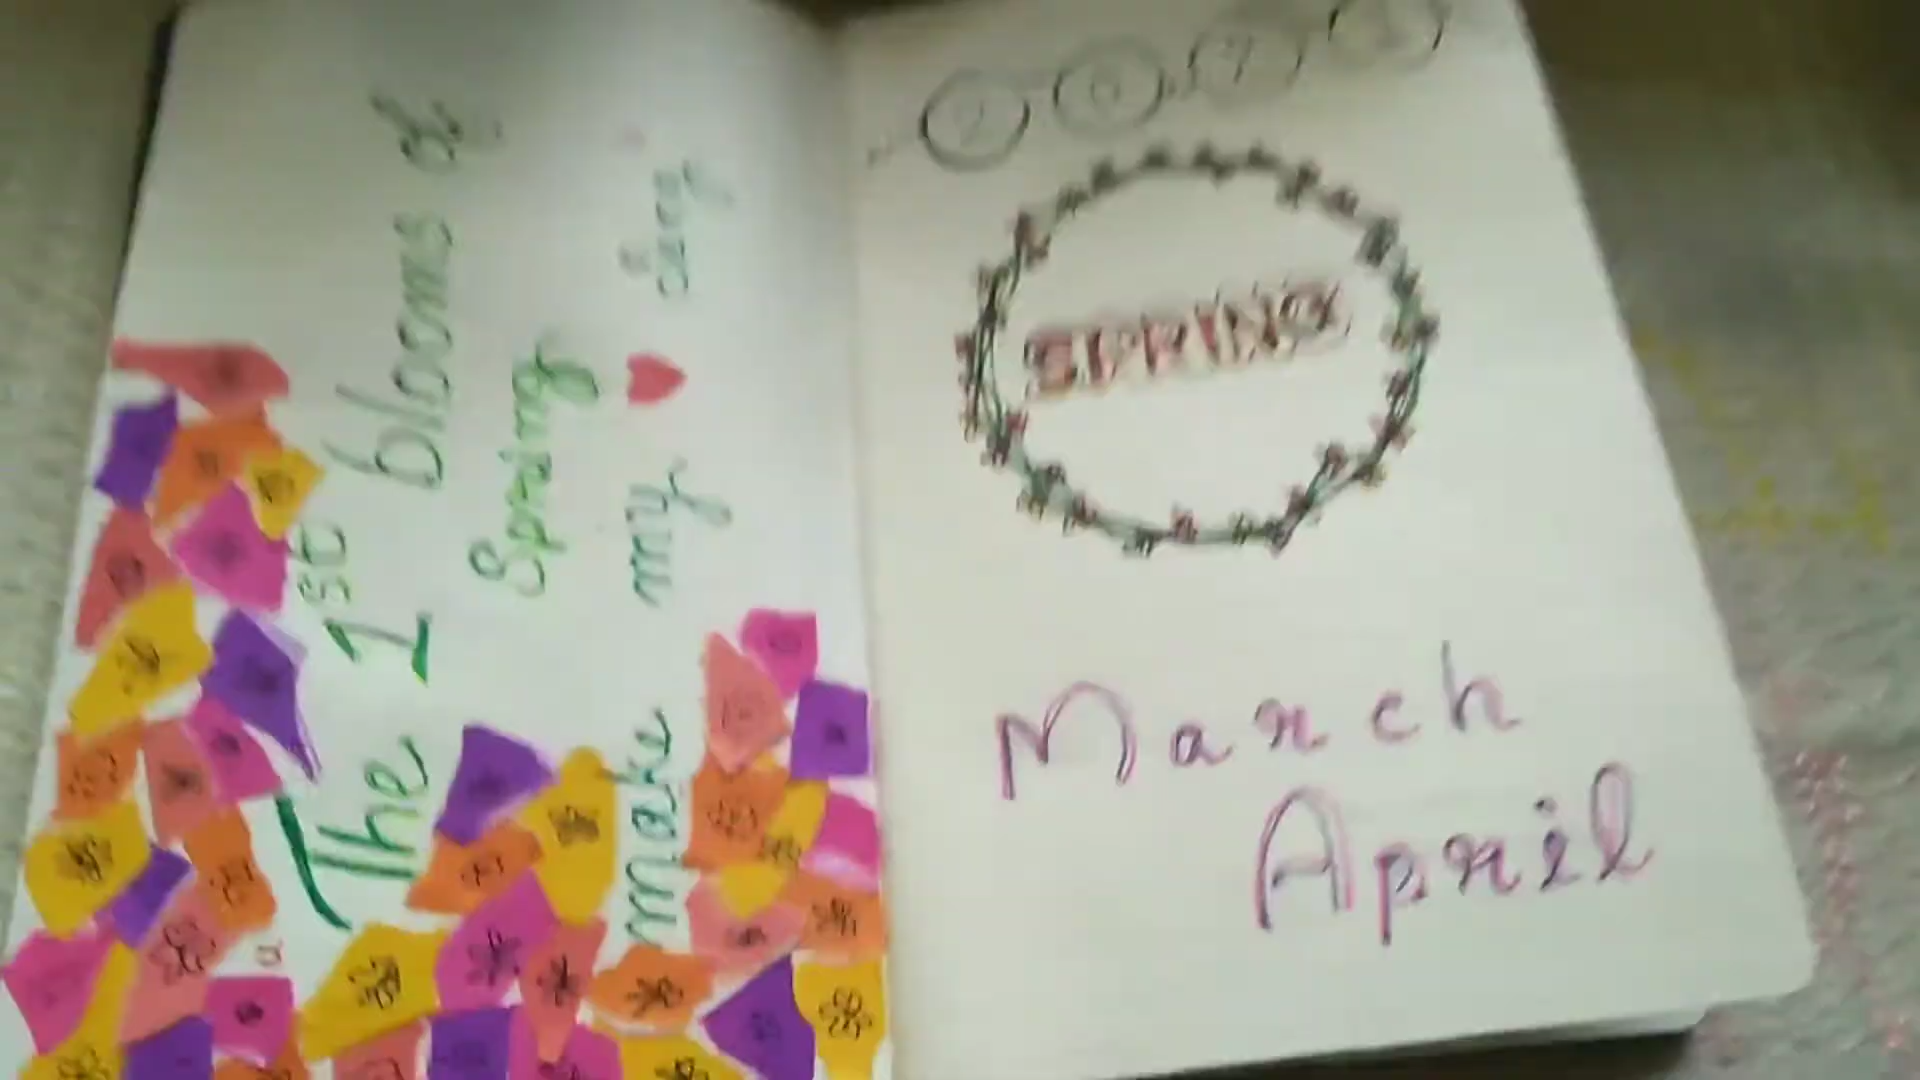 The 1st blooms of
Spring
make my sing
SPRING
March
April